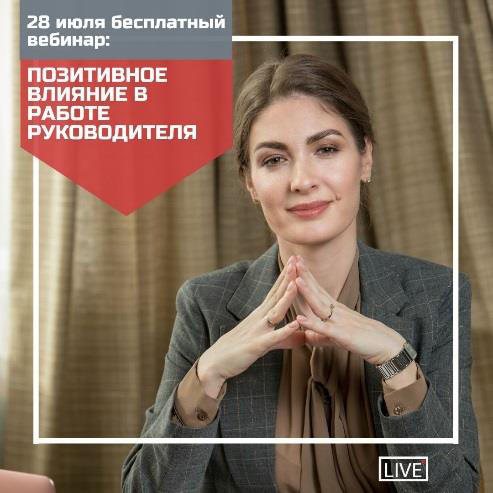 28 июля бесплатный
вебинар:
ПОЗИТИВНОЕ
ВЛИЯНИЕ В
РАБОТЕ
РУКОВОДИТЕЛЯ
LIVE